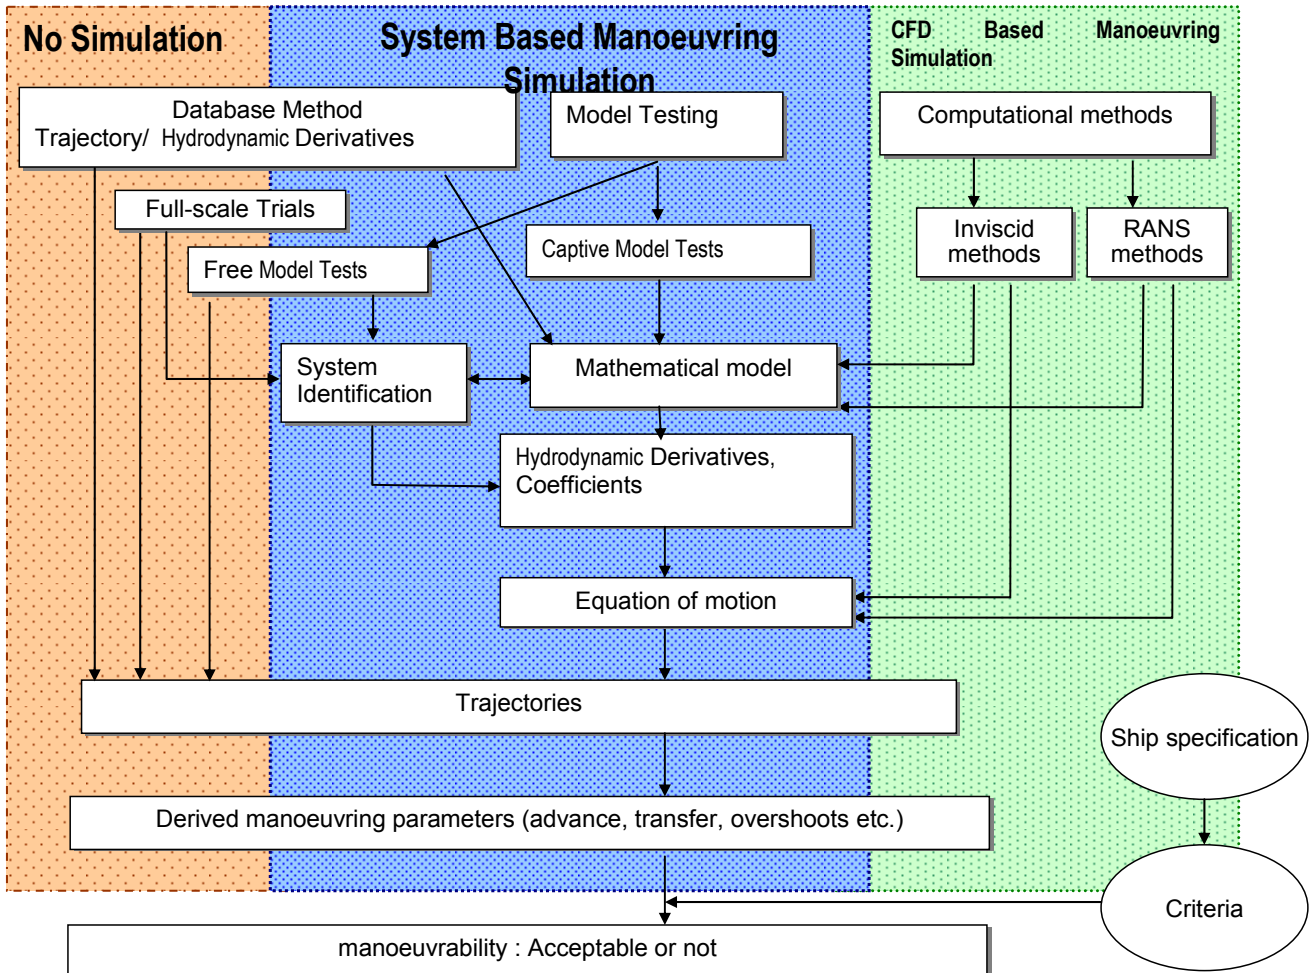 No Simulation
System Based Manoeuvring
Simulation
CFD Based Manoeuvring
Simulation
Database Method
Trajectory/ Hydrodynamic Derivatives
Model Testing
Computational methods
Full-scale Trials
Free Model Tests
Captive Model Tests
Inviscid
methods
RANS
methods
System
Identification
Mathematical model
Hydrodynamic Derivatives,
Coefficients
Equation of motion
Trajectories
Ship specification
Derived manoeuvring parameters (advance, transfer, overshoots etc.)
Criteria
manoeuvrability : Acceptable or not